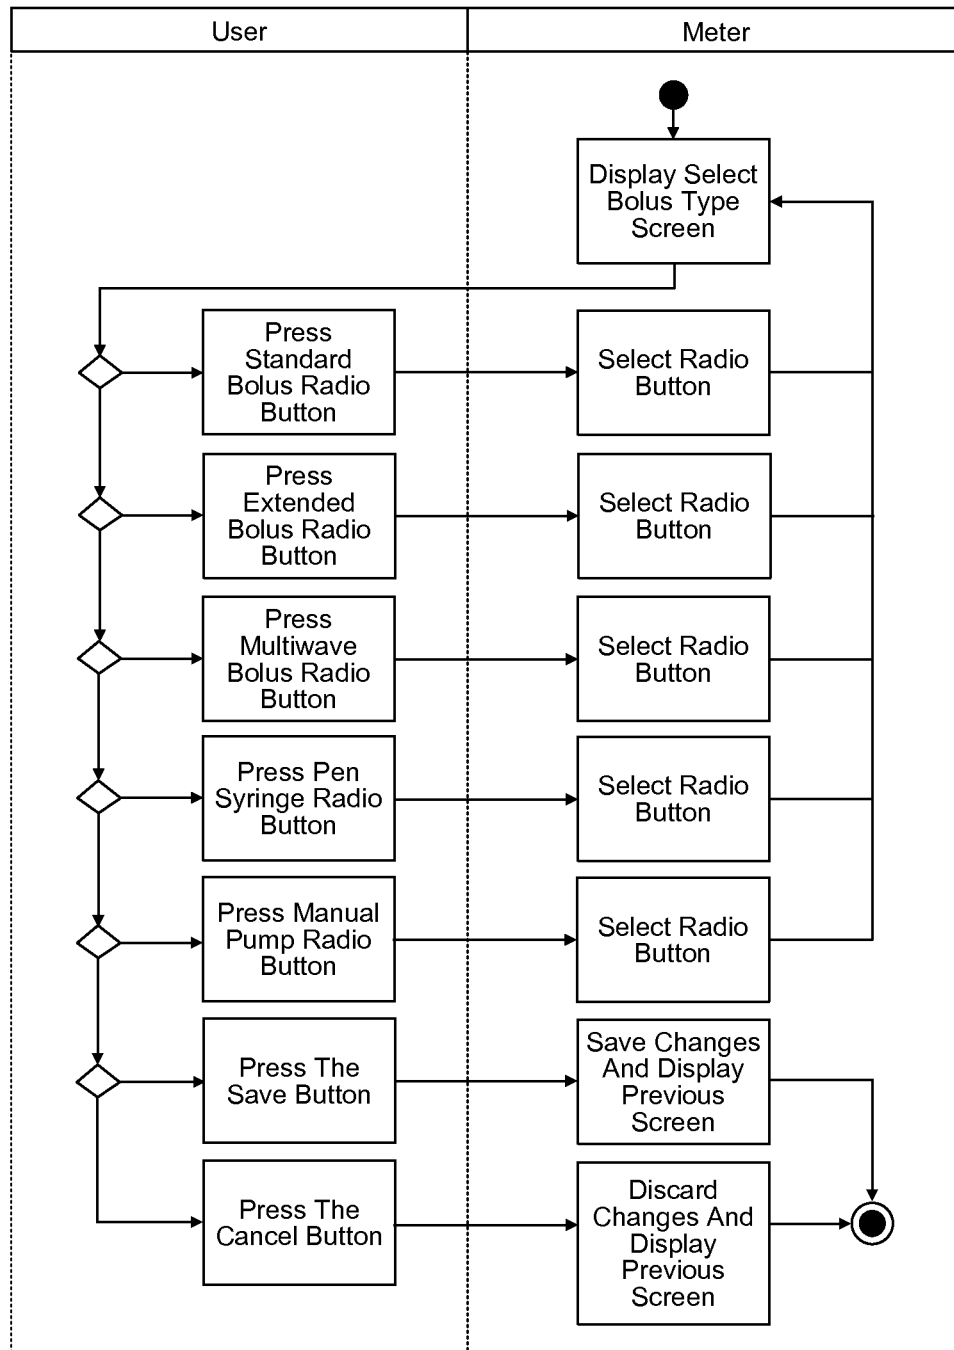 User
Meter
Display Select
Bolus Type
Screen
Press
Standard
Bolus Radio
Button
Select Radio
Button
Press
Extended
Bolus Radio
Button
Select Radio
Button
Press
Multiwave
Bolus Radio
Button
Select Radio
Button
Press Pen
Syringe Radio
Button
Select Radio
Button
Press Manual
Pump Radio
Button
Select Radio
Button
Press The
Save Button
Save Changes
And Display
Previous
Screen
Press The
Cancel Button
Discard
Changes And
Display
Previous
Screen